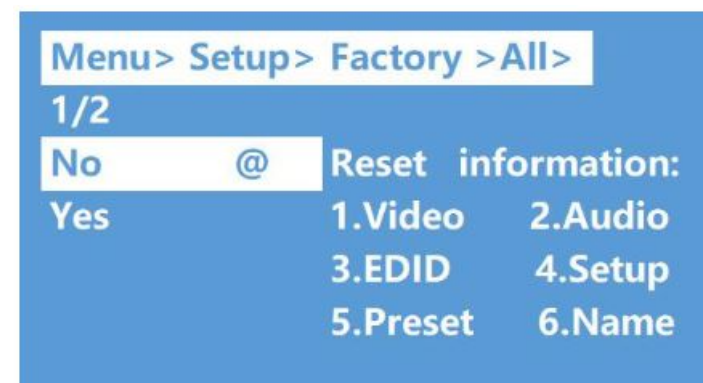 Menu> Setup> Factory >All>
1/2
No @ Reset information:
Yes 1.Video 2.Audio
3.EDID 4.Setup
5.Preset 6.Name